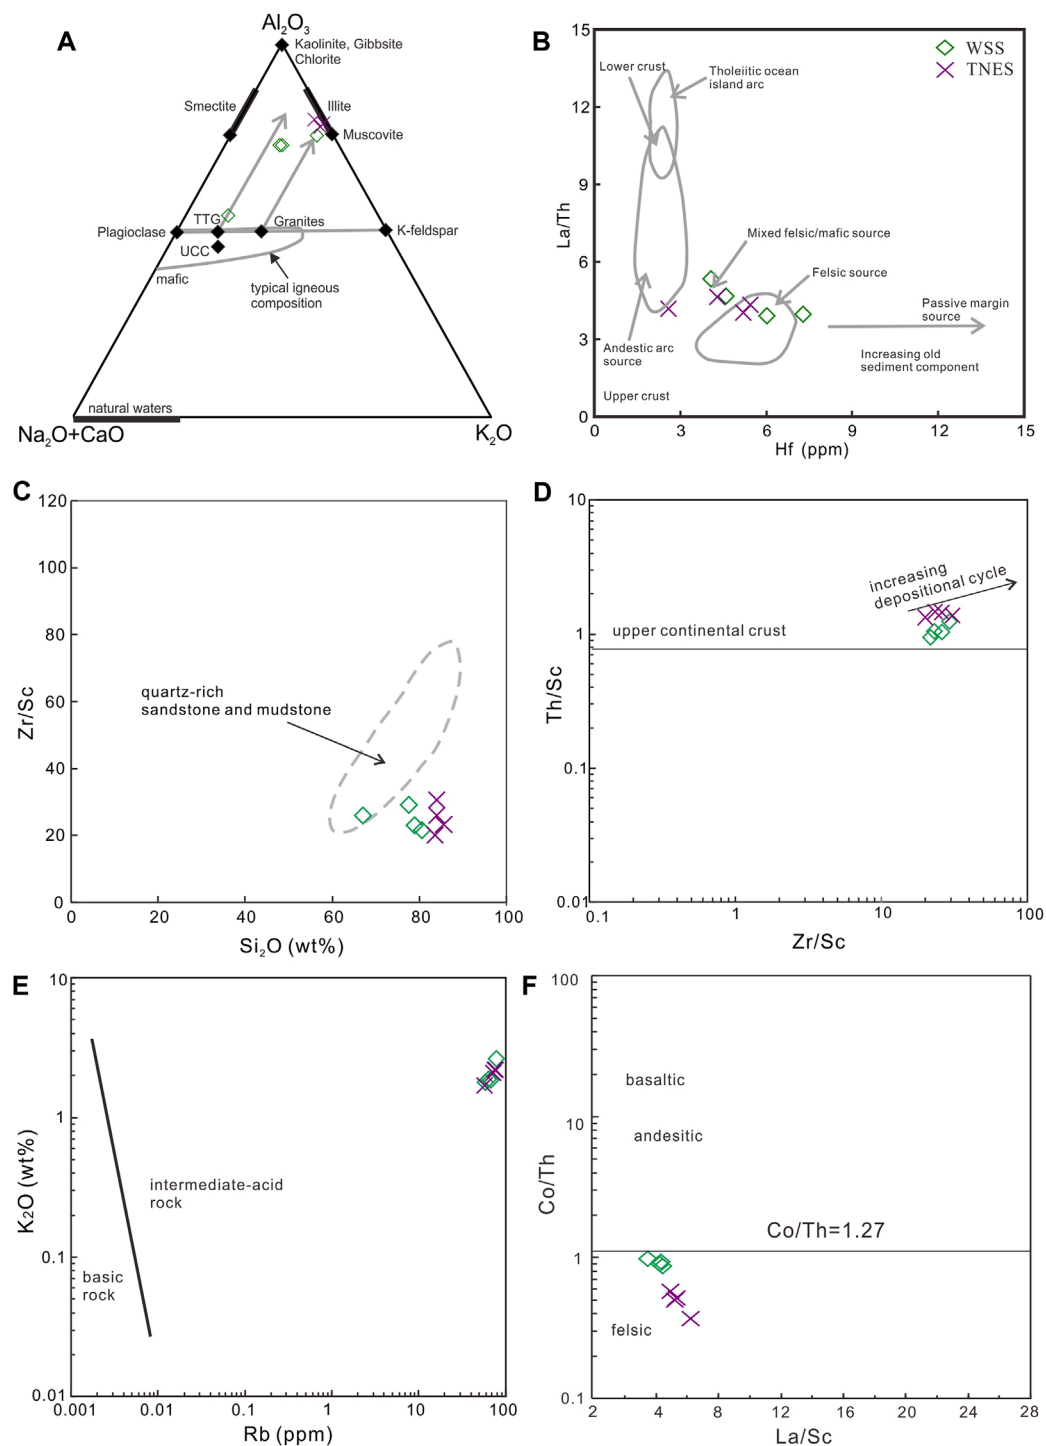 A
Al2O3
Kaolinite, Gibbsite
Chlorite
Smectite
Illite
Muscovite
TTG
Granites
Plagioclase
K-feldspar
UCC
mafic
typical igneous
composition
natural waters
Na2O+CaO
K2O
B
15
12
9
6
3
0
La/Th
WSS
TNES
Lower crust
Tholeiitic ocean
island arc
Mixed felsic/mafic source
Felsic source
Passive margin
source
Andestic arc
source
Increasing old
sediment component
Upper crust
0 3 6 9 12 15
Hf (ppm)
C
120
100
80
60
40
20
0
Zr/Sc
quartz-rich
sandstone and mudstone
0 20 40 60 80 100
Si2O (wt%)
D
10
1
0.1
0.01
Th/Sc
increasing
depositional cycle
upper continental crust
0.1 1 10 100
Zr/Sc
E
10
1
0.1
0.01
K2O (wt%)
intermediate-acid
rock
basic
rock
0.001 0.01 0.1 1 10 100
Rb (ppm)
F
100
10
1
0.1
Co/Th
basaltic
andesitic
Co/Th=1.27
felsic
2 4 8 12 16 20 24 28
La/Sc